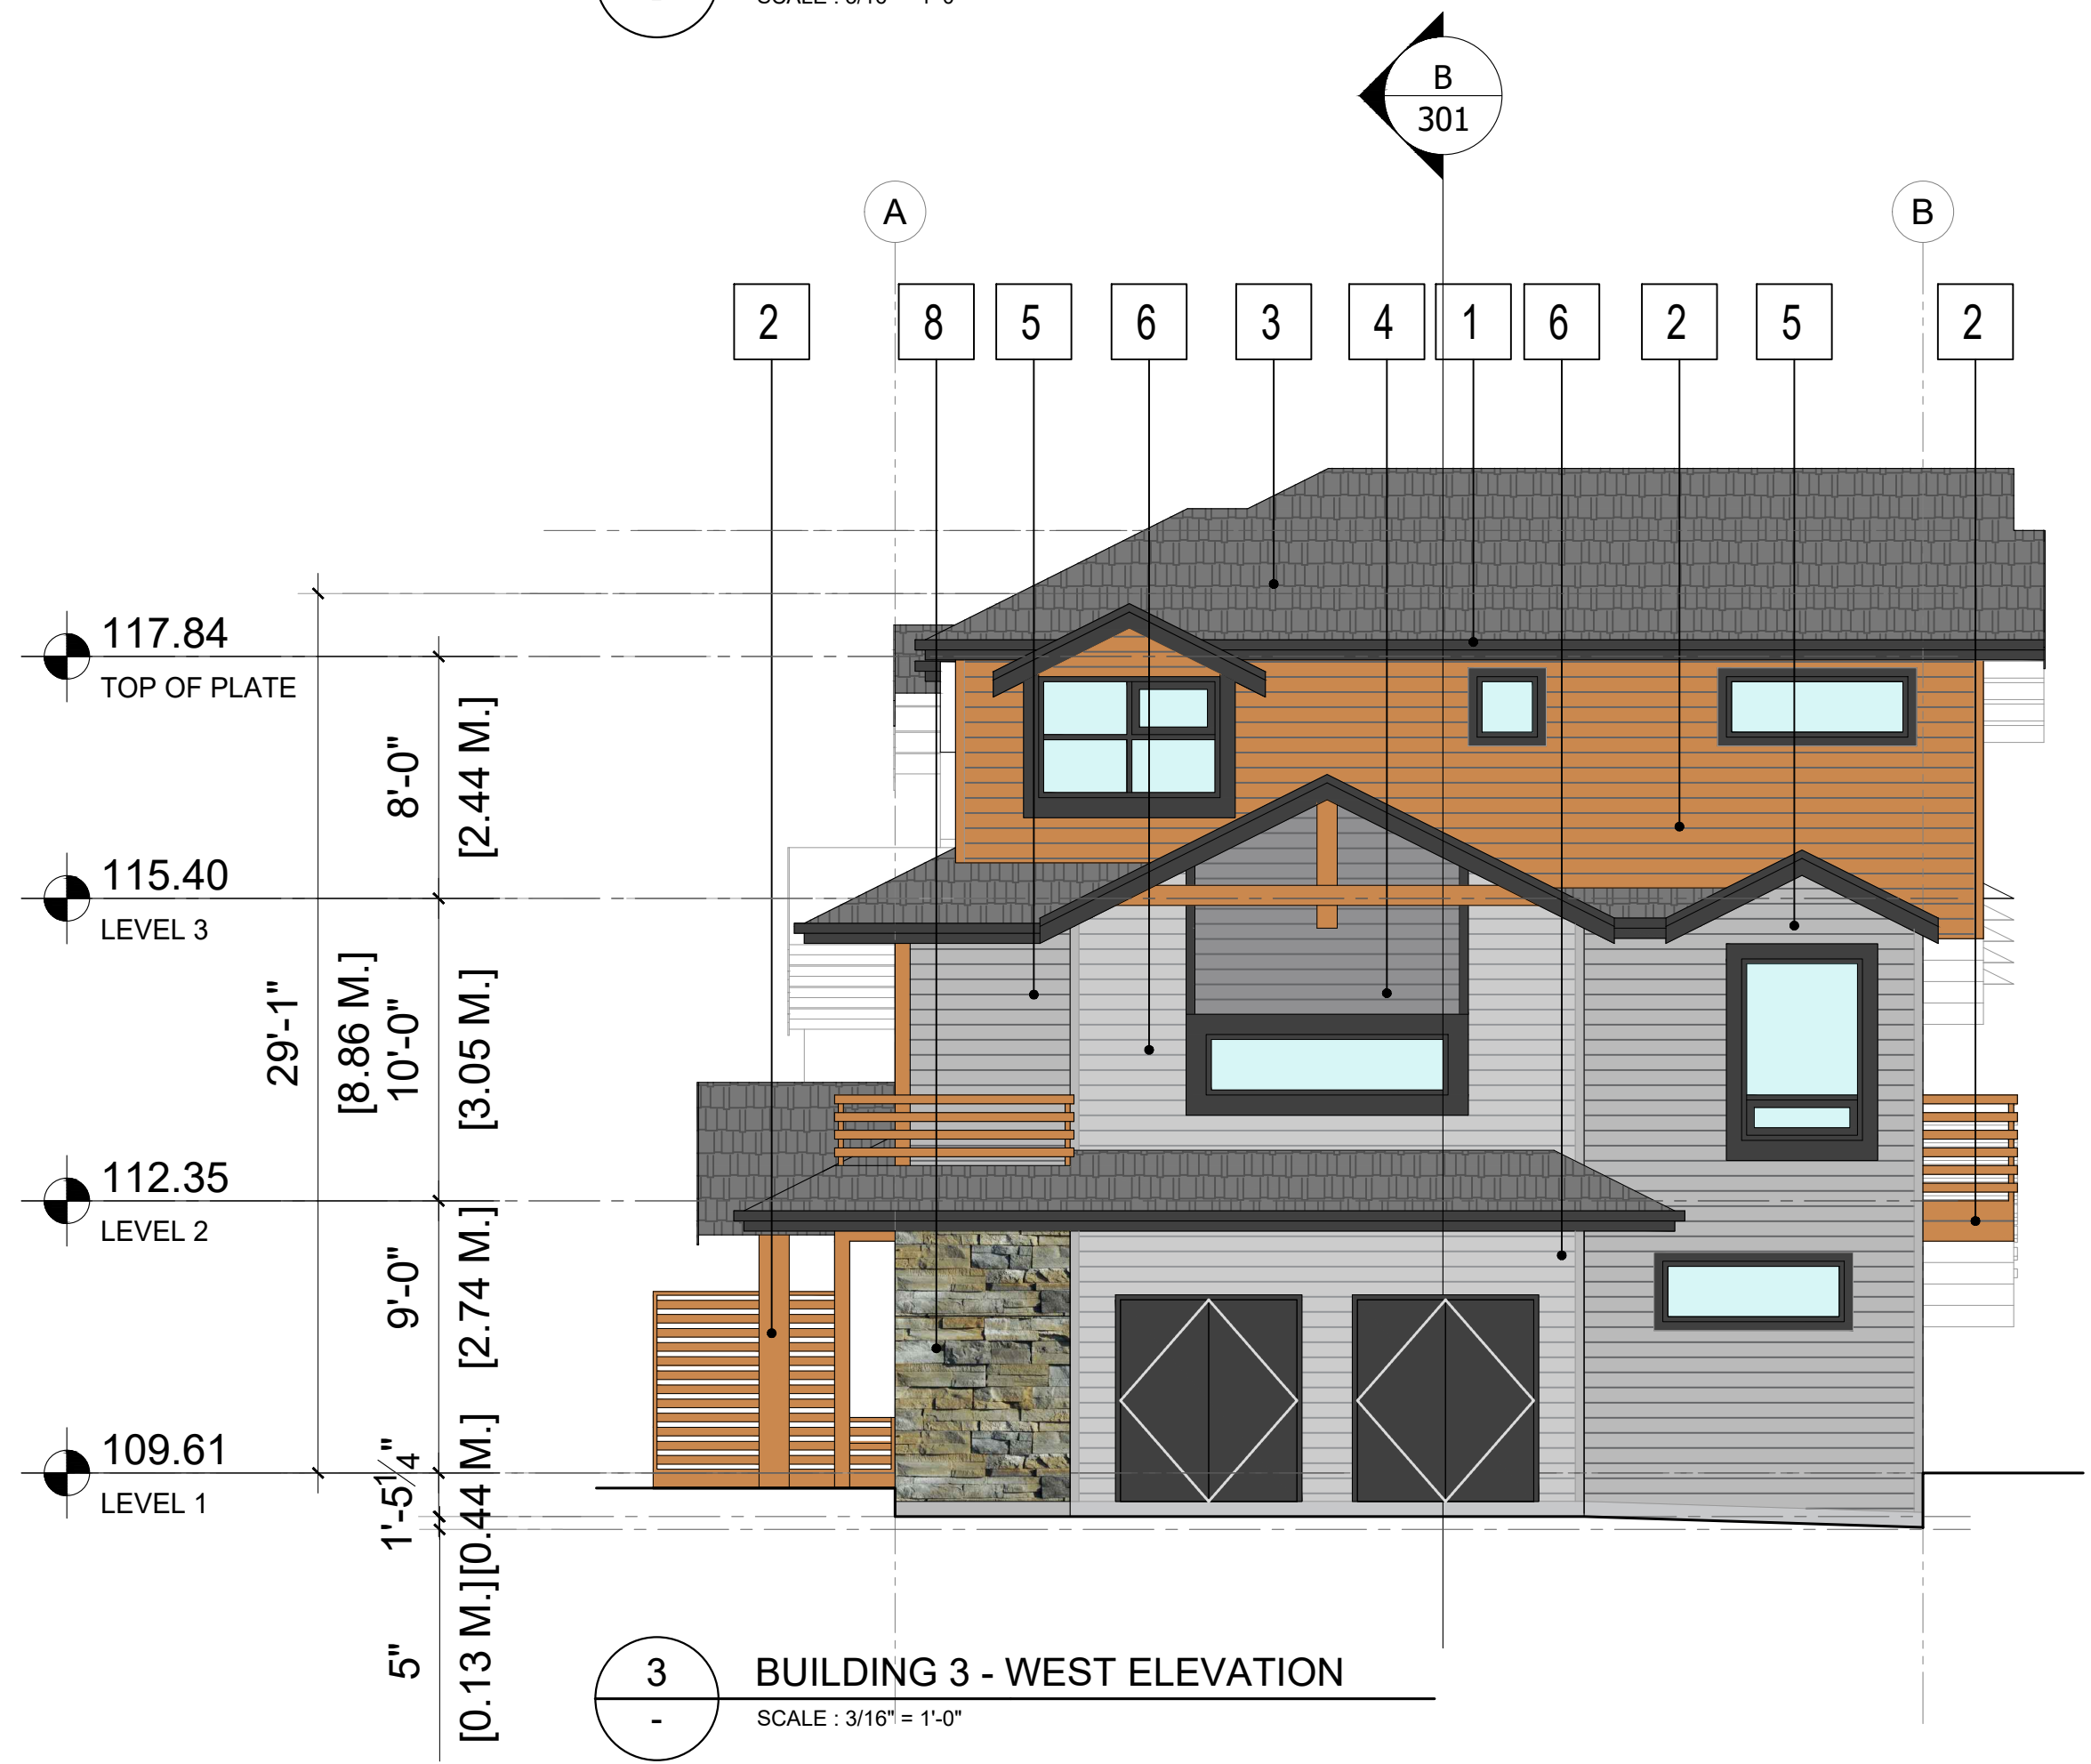 B
301
A
B
2
8
5
6
3
4
1
6
2
5
2
117.84
TOP OF PLATE
8'-0"
[2.44 M.]
115.40
LEVEL 3
29'-1"
[8.86 M.]
10'-0"
[3.05 M.]
112.35
LEVEL 2
9'-0"
[2.74 M.]
109.61
LEVEL 1
1'-5 1/4"
[0.44 M.]
5"
[0.13 M.]
3
-
BUILDING 3 - WEST ELEVATION
SCALE : 3/16" = 1'-0"